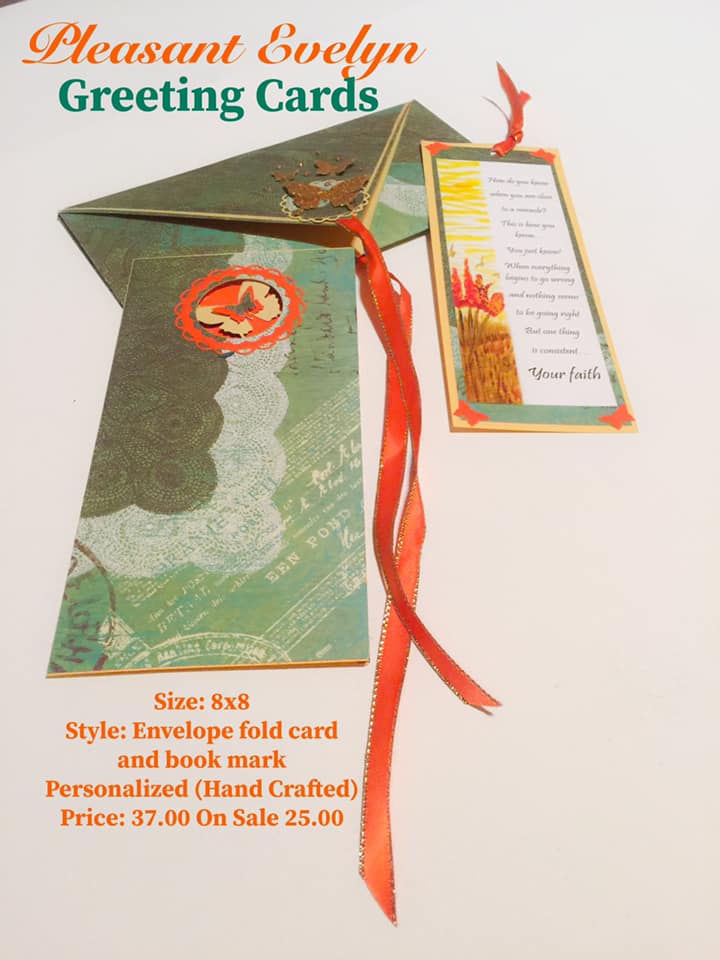 Pleasant Evelyn
Greeting Cards
How do you know
when you are close
to a miracle?
This is how you
know...
You just know!
When everything
begins to go wrong
and nothing seems
to be going right
But one thing
is consistent . . .
Your faith
EEN POND
Size: 8x8
Style: Envelope fold card
and book mark
Personalized (Hand Crafted)
Price: 37.00 On Sale 25.00